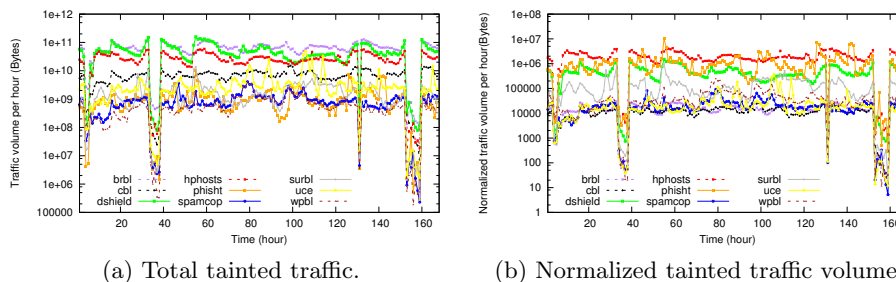 1e+11
1e+10
1e+09
1e+08
1e+07
1e+06
100000
Traffic volume per hour (Bytes)
20 40 60 80 100 120 140 160
Time (hour)
brbl hphosts surbl
cbl phisht uce
dshield spamcop wpbl
(a) Total tainted traffic.
1e+08
1e+07
1e+06
100000
10000
1000
100
10
1
Normalized traffic volume per hour(Bytes)
20 40 60 80 100 120 140 160
Time (hour)
brbl hphosts surbl
cbl phisht uce
dshield spamcop wpbl
(b) Normalized tainted traffic volume